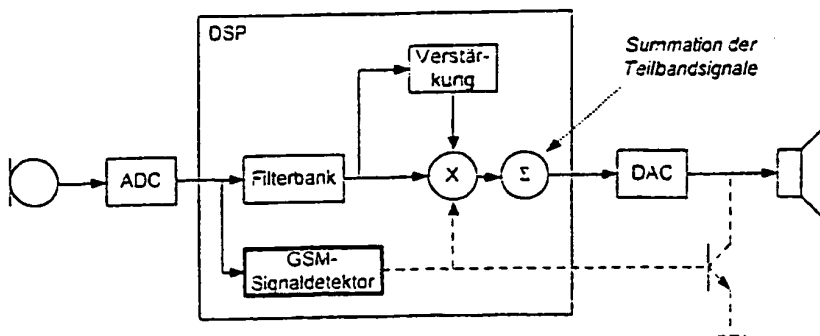 DSP
Verstär-
kung
Summation der
Teilbandsignale
ADC
Filterbank
X
Σ
DAC
GSM-
Signaldetektor